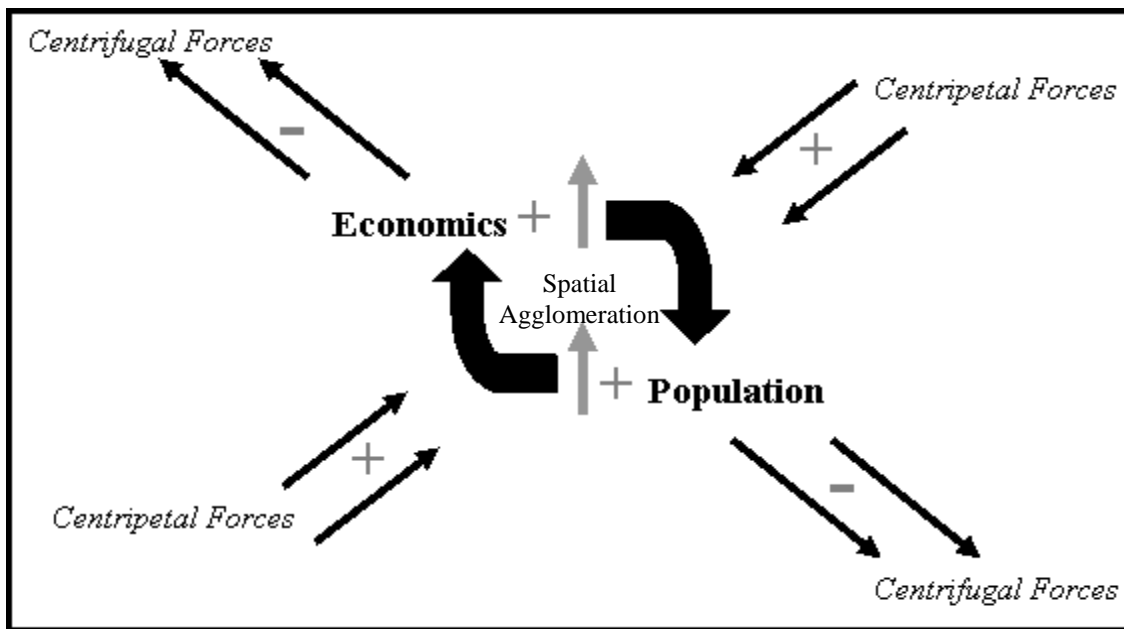 Centrifugal Forces
Centripetal Forces
-
+
Economics +
Spatial
Agglomeration
+ Population
+
-
Centripetal Forces
Centrifugal Forces